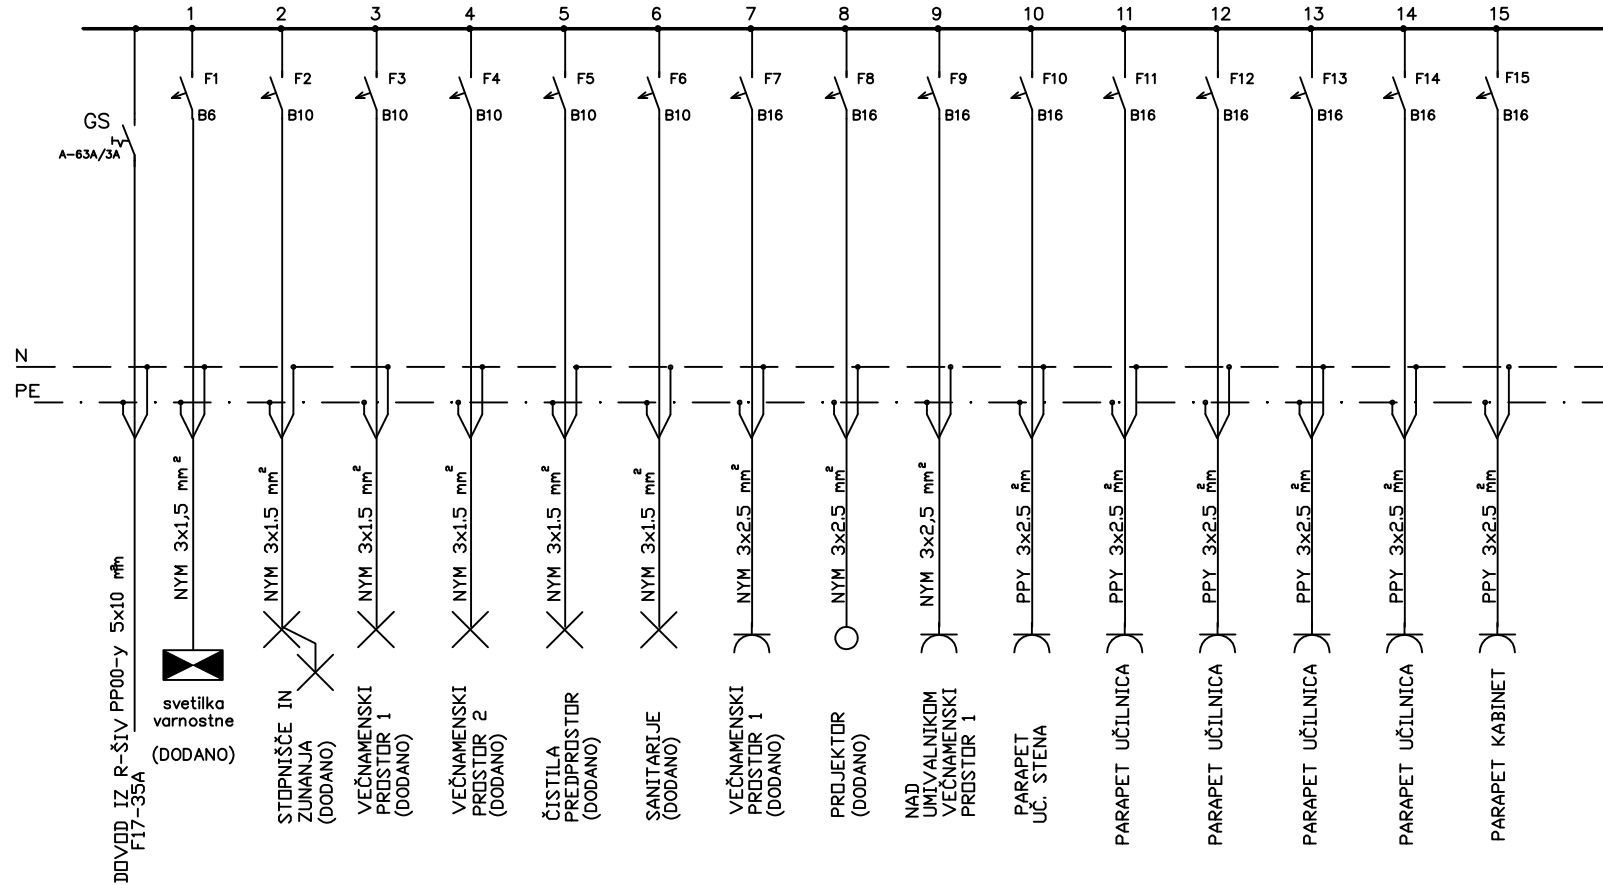 1 2 3 4 5 6 7 8 9 10 11 12 13 14 15
F1 F2 F3 F4 F5 F6 F7 F8 F9 F10 F11 F12 F13 F14 F15
B6 B10 B10 B10 B10 B10 B16 B16 B16 B16 B16 B16 B16 B16 B16
GS
A-63A/3A
N
PE
DOVOD IZ R-ŠIV PP00-y 5x10
F17-35A
NYM 3x1,5 mm²
svetilka
varnostne
(DODANO)
NYM 3x1.5 mm²
STOPNIŠČE IN
ZUNANJA
(DODANO)
NYM 3x1.5 mm²
VEČNAMENSKI
PROSTOR 1
(DODANO)
NYM 3x1.5 mm²
VEČNAMENSKI
PROSTOR 2
(DODANO)
NYM 3x1.5 mm²
ČISTILA
PREDPROSTOR
(DODANO)
NYM 3x1.5 mm²
SANITARIJE
(DODANO)
NYM 3x2.5 mm²
VEČNAMENSKI
PROSTOR 1
(DODANO)
NYM 3x2.5 mm²
PROJEKTOR
(DODANO)
NYM 3x2,5 mm²
NAD
UMIVALNIKOM
VEČNAMENSKI
PROSTOR 1
PPY 3x2.5 mm²
PARAPET
UČ. STENA
PPY 3x2.5 mm²
PARAPET UČILNICA
PPY 3x2.5 mm²
PARAPET UČILNICA
PPY 3x2.5 mm²
PARAPET UČILNICA
PPY 3x2.5 mm²
PARAPET UČILNICA
PPY 3x2.5 mm²
PARAPET KABINET